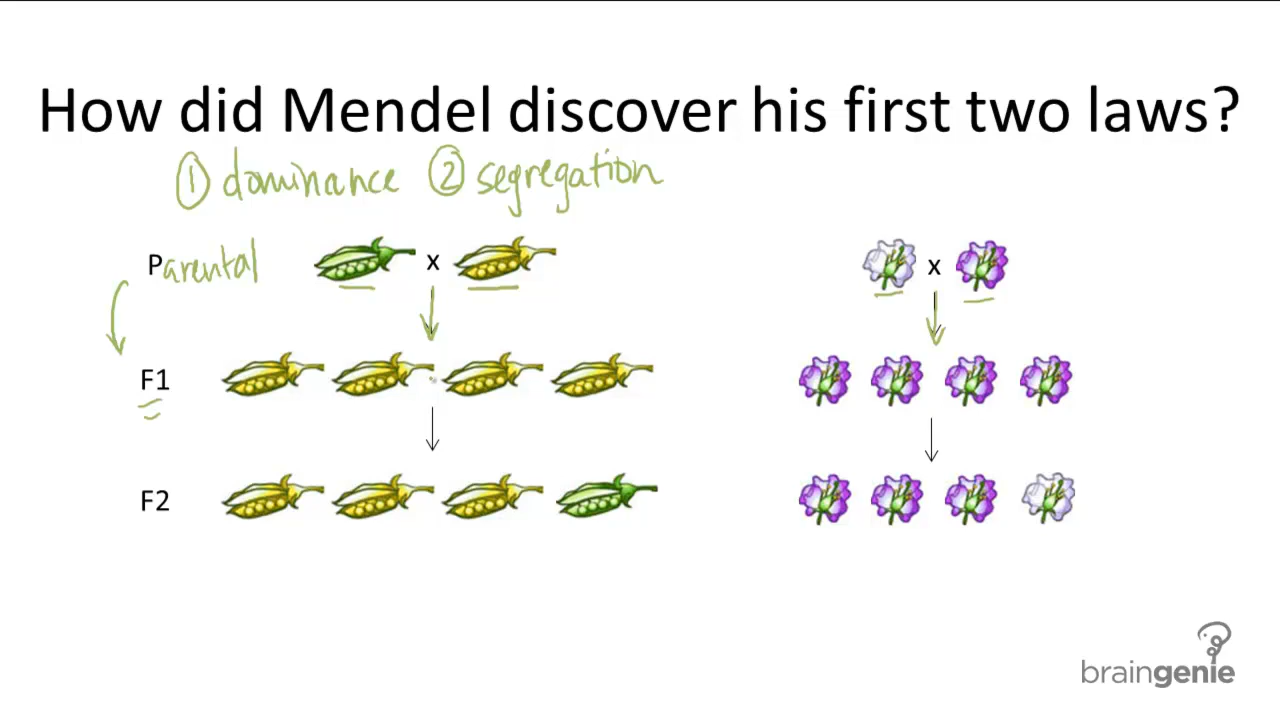 How did Mendel discover his first two laws?
① dominance ② segregation
Parental x x
F1
F2
braingenie